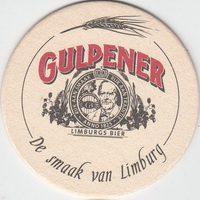 GULPENER
LIMBURGS BIER
De smaak van Limburg